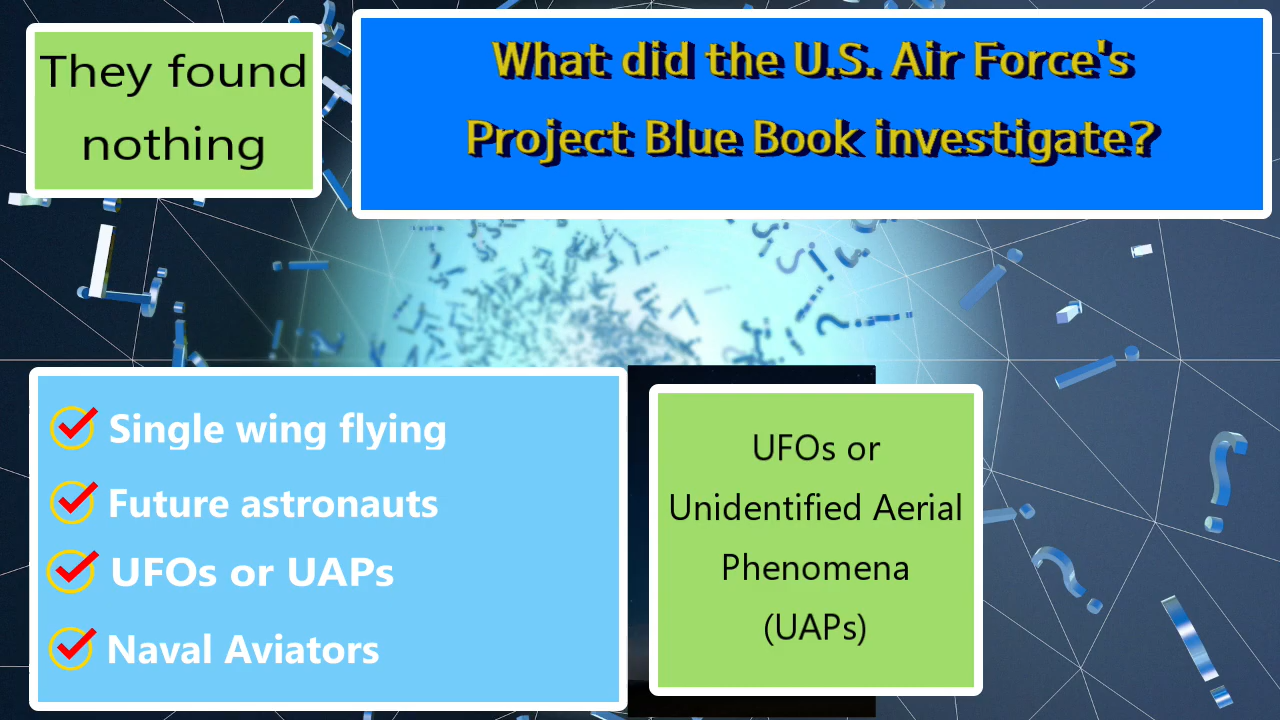 They found
nothing
What did the U.S. Air Force's
Project Blue Book investigate?
Single wing flying
Future astronauts
UFOs or UAPs
Naval Aviators
UFOs or
Unidentified Aerial
Phenomena
(UAPs)